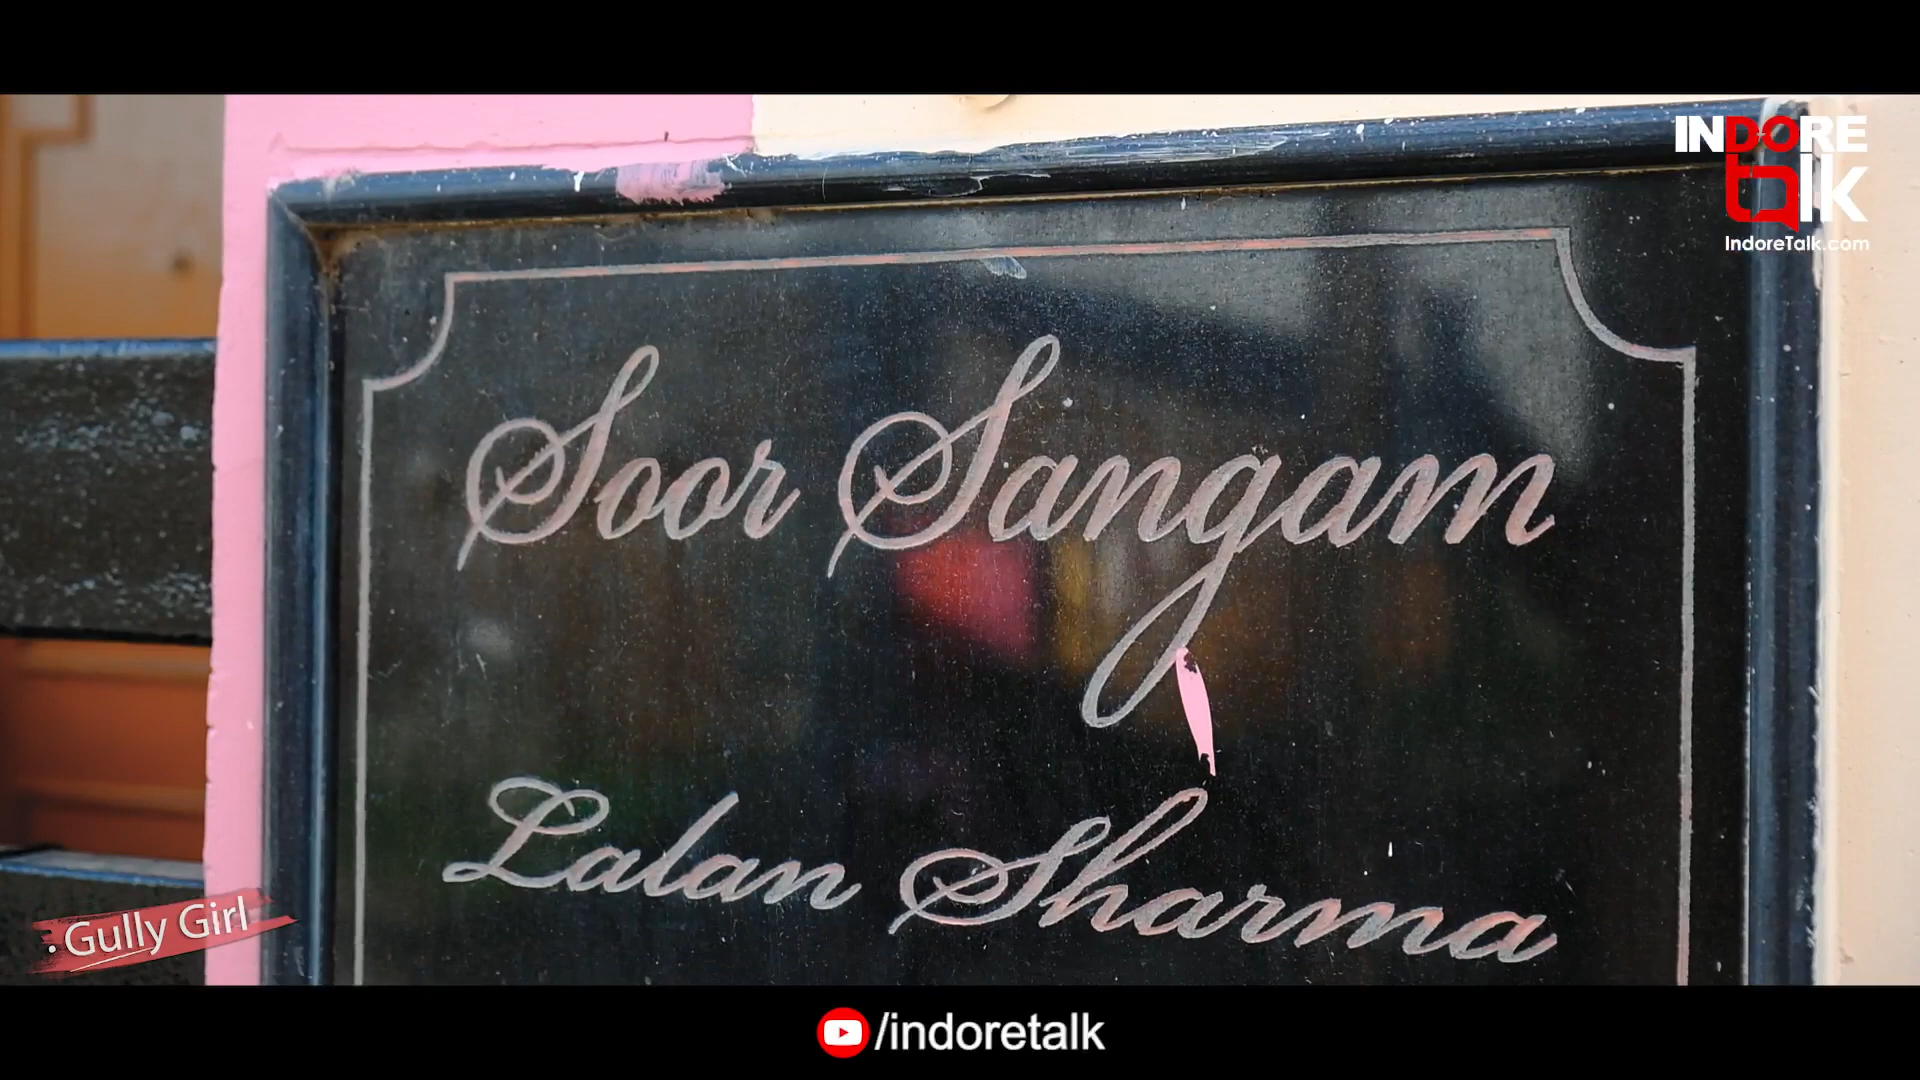 INDORE
talk
IndoreTalk.com
Soor Sangam
Lalan Sharma
Gully Girl
/indoretalk